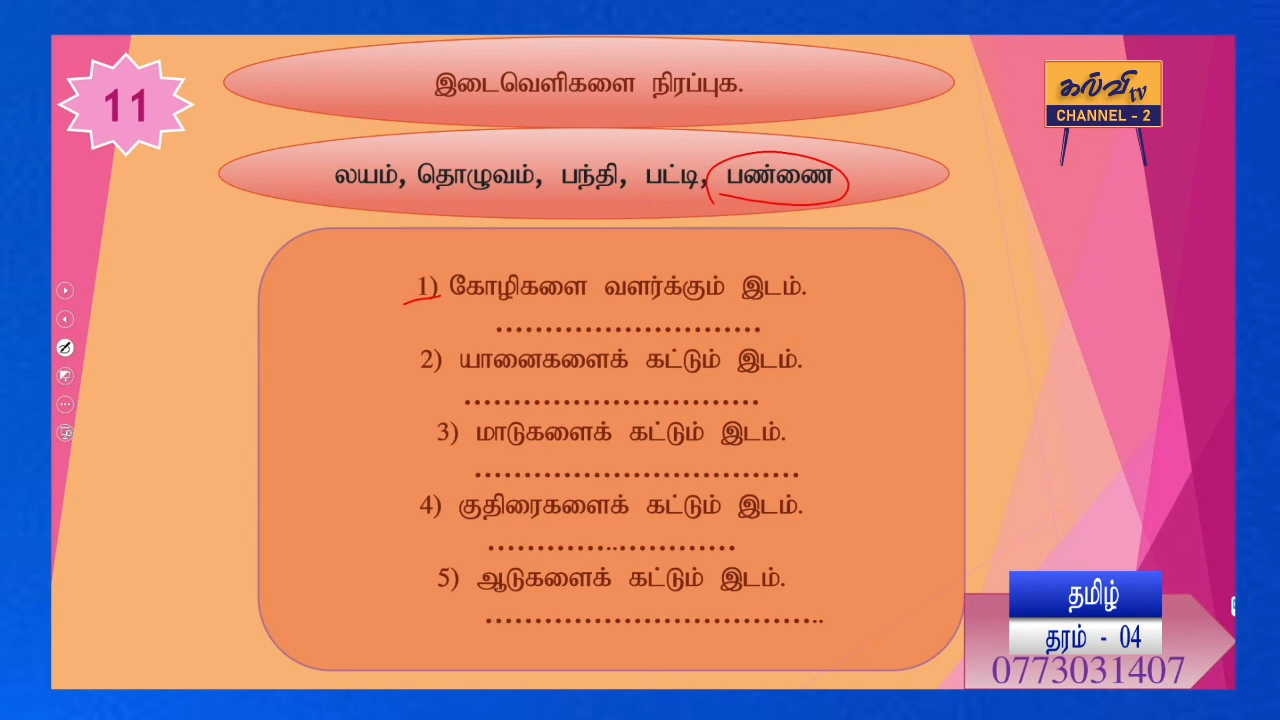 11
இடைவெளிகளை நிரப்புக.
கல்வி tv
CHANNEL - 2
லயம், தொழுவம், பந்தி, பட்டி, பண்ணை
1) கோழிகளை வளர்க்கும் இடம்.
............................
2) யானைகளைக் கட்டும் இடம்.
..............................
3) மாடுகளைக் கட்டும் இடம்.
.................................
4) குதிரைகளைக் கட்டும் இடம்.
..........................
5) ஆடுகளைக் கட்டும் இடம்.
...................................
தமிழ்
தரம் - 04
0773031407